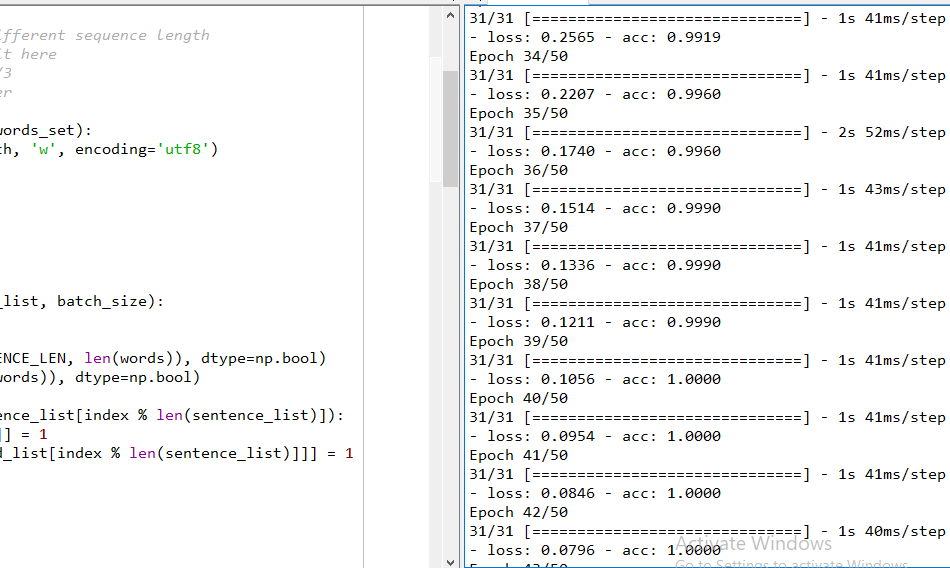 ifferent sequence length
lt here
/3
er
words_set):
th, 'w', encoding='utf8')
_list, batch_size):
ENCE_LEN, len(words)), dtype=np.bool)
words)), dtype=np.bool)
ence_list[index % len(sentence_list)]):
]] = 1
d_list[index % len(sentence_list)]]] = 1
31/31 [==============================] - 1s 41ms/step
- loss: 0.2565 - acc: 0.9919
Epoch 34/50
31/31 [==============================] - 1s 41ms/step
- loss: 0.2207 - acc: 0.9960
Epoch 35/50
31/31 [==============================] - 2s 52ms/step
- loss: 0.1740 - acc: 0.9960
Epoch 36/50
31/31 [==============================] - 1s 43ms/step
- loss: 0.1514 - acc: 0.9990
Epoch 37/50
31/31 [==============================] - 1s 41ms/step
- loss: 0.1336 - acc: 0.9990
Epoch 38/50
31/31 [==============================] - 1s 41ms/step
- loss: 0.1211 - acc: 0.9990
Epoch 39/50
31/31 [==============================] - 1s 41ms/step
- loss: 0.1056 - acc: 1.0000
Epoch 40/50
31/31 [==============================] - 1s 41ms/step
- loss: 0.0954 - acc: 1.0000
Epoch 41/50
31/31 [==============================] - 1s 41ms/step
- loss: 0.0846 - acc: 1.0000
Epoch 42/50
31/31 [==============================] - 1s 40ms/step
- loss: 0.0796 - acc: 1.0000
Epoch 43/50
Activate Windows
Go to Settings to activate Windows.